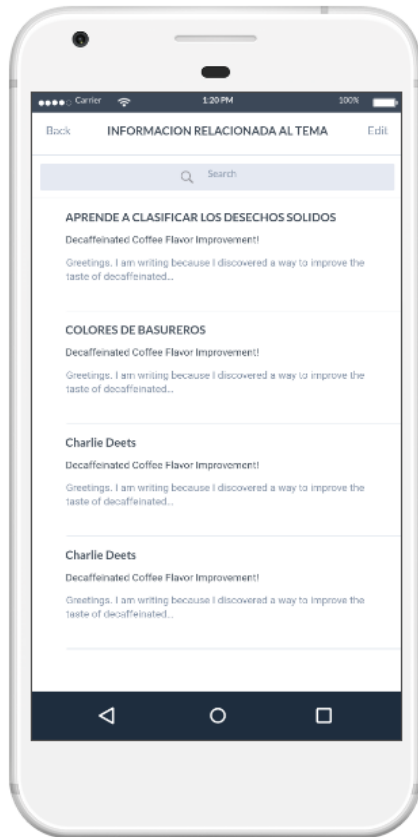 Carrier 1:20 PM 100%
Back INFORMACION RELACIONADA AL TEMA Edit
Search
APRENDE A CLASIFICAR LOS DESECHOS SOLIDOS
Decaffeinated Coffee Flavor Improvement!
Greetings. I am writing because I discovered a way to improve the
taste of decaffeinated...
COLORES DE BASUREROS
Decaffeinated Coffee Flavor Improvement!
Greetings. I am writing because I discovered a way to improve the
taste of decaffeinated...
Charlie Deets
Decaffeinated Coffee Flavor Improvement!
Greetings. I am writing because I discovered a way to improve the
taste of decaffeinated...
Charlie Deets
Decaffeinated Coffee Flavor Improvement!
Greetings. I am writing because I discovered a way to improve the
taste of decaffeinated...